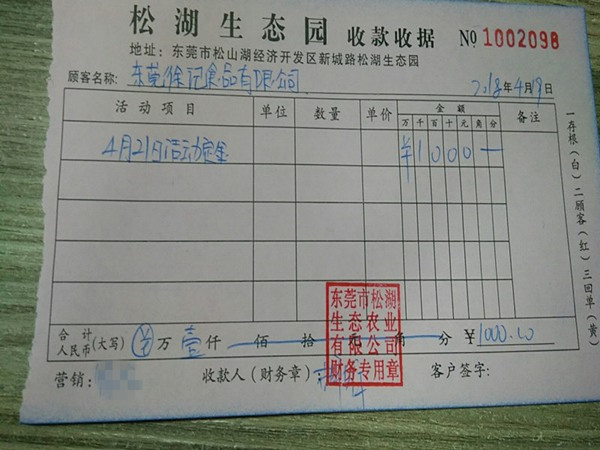 松湖生态园 收款收据 № 1002098
地址：东莞市松山湖经济开发区新城路松湖生态园
顾客名称：东莞徐记食品有限公司 2018年4月19日
活动项目 单位 数量 单价 金额 备注
万 千 百 十 元 角 分
4月21日活动定金 ¥1000—
合计
人民币(大写) 万壹仟 佰 拾 元 角 分 ¥1000.00
东莞市松湖
生态农业
有限公司
财务专用章
营销： 收款人（财务章） 客户签字：
一存根（白）二顾客（红）三回单（黄）